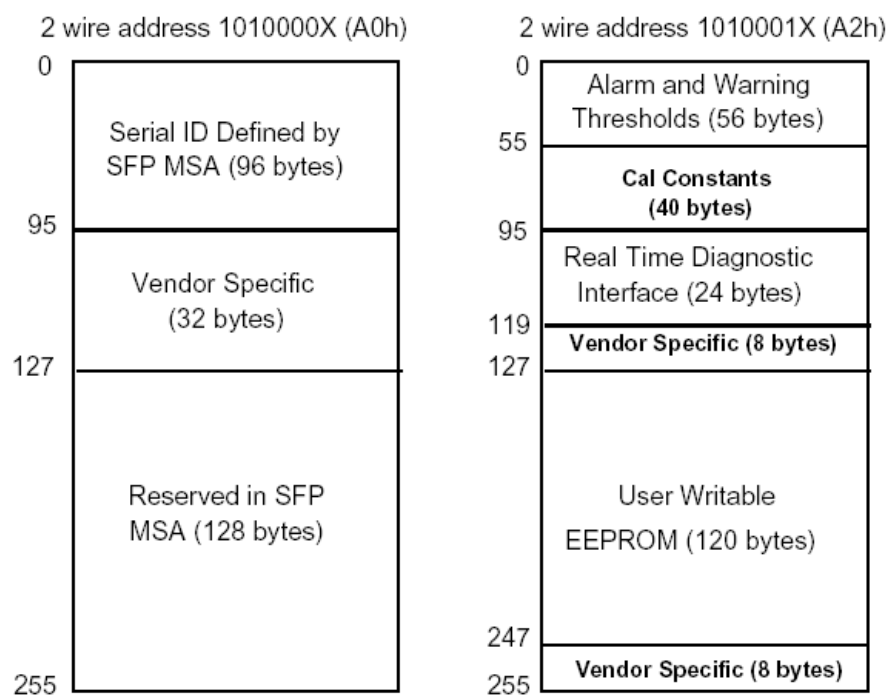 2 wire address 1010000X (A0h)
0
Serial ID Defined by
SFP MSA (96 bytes)
95
Vendor Specific
(32 bytes)
127
Reserved in SFP
MSA (128 bytes)
255
2 wire address 1010001X (A2h)
0
Alarm and Warning
Thresholds (56 bytes)
55
Cal Constants
(40 bytes)
95
Real Time Diagnostic
Interface (24 bytes)
119
Vendor Specific (8 bytes)
127
User Writable
EEPROM (120 bytes)
247
Vendor Specific (8 bytes)
255